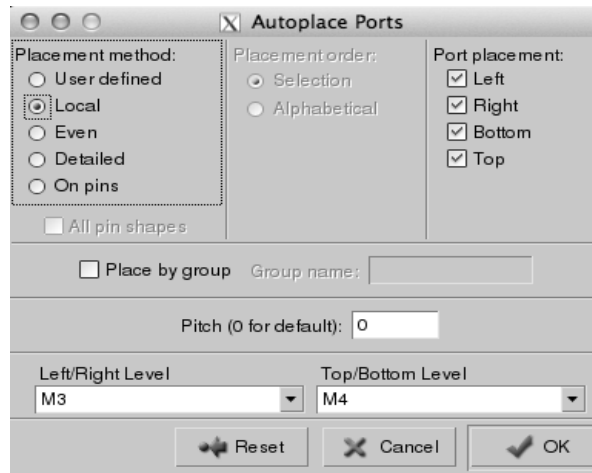 X Autoplace Ports
Placement method:
User defined
Local
Even
Detailed
On pins
All pin shapes
Placement order:
Selection
Alphabetical
Port placement:
Left
Right
Bottom
Top
Place by group Group name:
Pitch (0 for default): 0
Left/Right Level
M3
Top/Bottom Level
M4
Reset Cancel OK